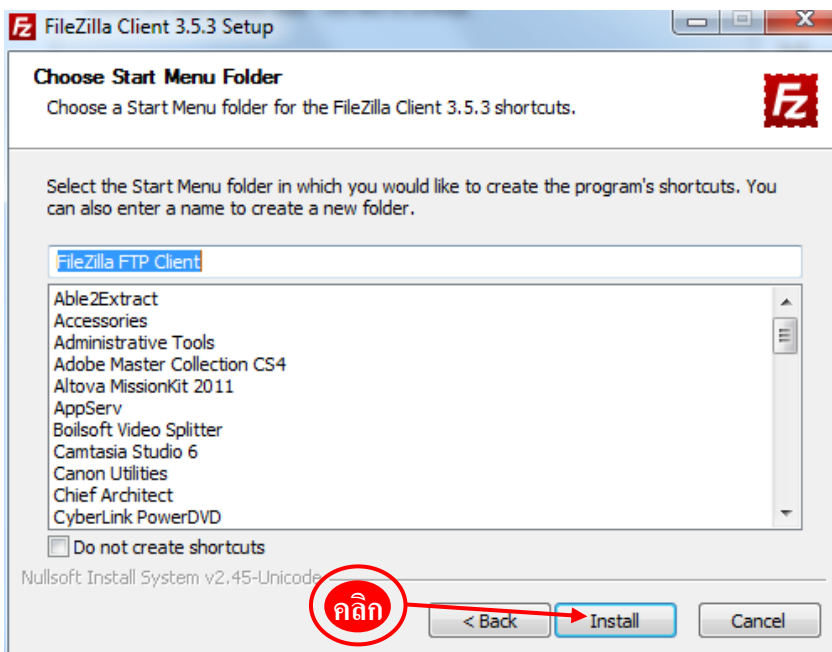 FileZilla Client 3.5.3 Setup
Choose Start Menu Folder
Choose a Start Menu folder for the FileZilla Client 3.5.3 shortcuts.
Fz
Select the Start Menu folder in which you would like to create the program's shortcuts. You
can also enter a name to create a new folder.
FileZilla FTP Client
Able2Extract
Accessories
Administrative Tools
Adobe Master Collection CS4
Altova MissionKit 2011
AppServ
Boilsoft Video Splitter
Camtasia Studio 6
Canon Utilities
Chief Architect
CyberLink PowerDVD
Do not create shortcuts
Nullsoft Install System v2.45-Unicode
คลิก
< Back Install Cancel